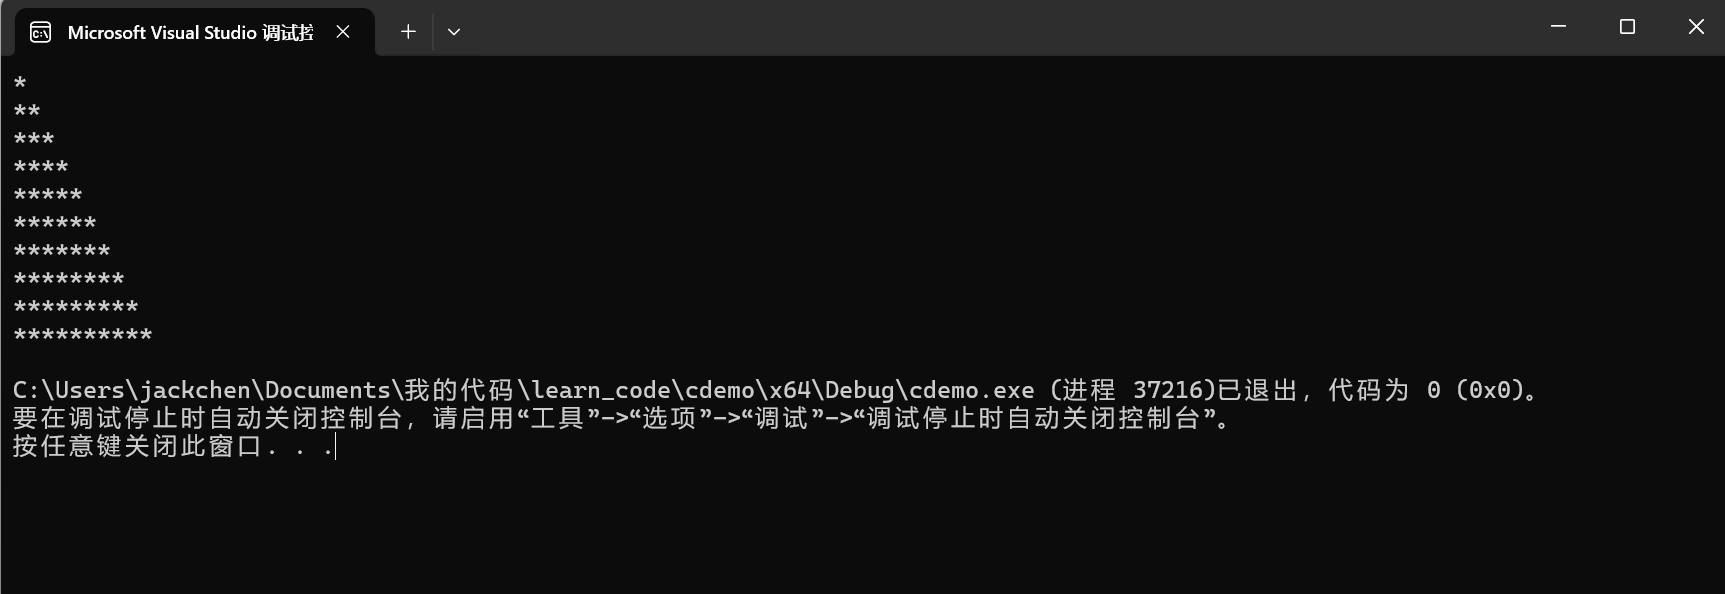 Microsoft Visual Studio 调试控
*
**
***
****
*****
******
*******
********
*********
**********
C:\Users\jackchen\Documents\我的代码\learn_code\cdemo\x64\Debug\cdemo.exe (进程 37216)已退出，代码为 0 (0x0)。
要在调试停止时自动关闭控制台，请启用“工具”->“选项”->“调试”->“调试停止时自动关闭控制台”。
按任意键关闭此窗口. . .